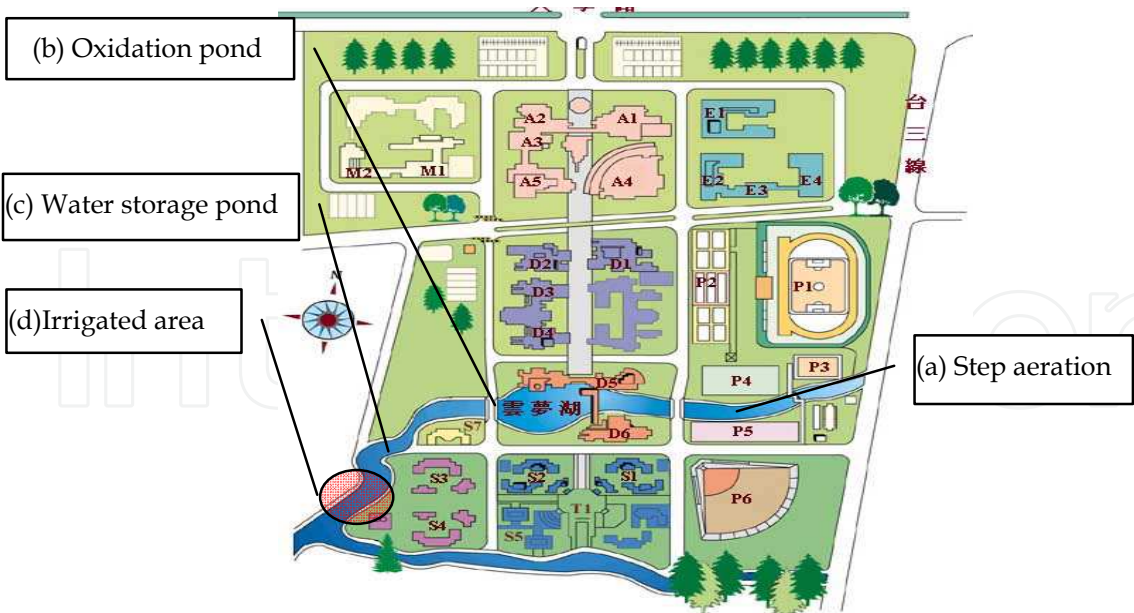 (b) Oxidation pond
(c) Water storage pond
(d)Irrigated area
(a) Step aeration
台三線
A2
A1
A3
A5
A4
E1
E2
E3
E4
M2
M1
N
D2
D1
D3
D4
P2
P1
P3
P4
D5
雲夢湖
D6
S7
P5
S3
S2
S1
P6
S4
S5
T1